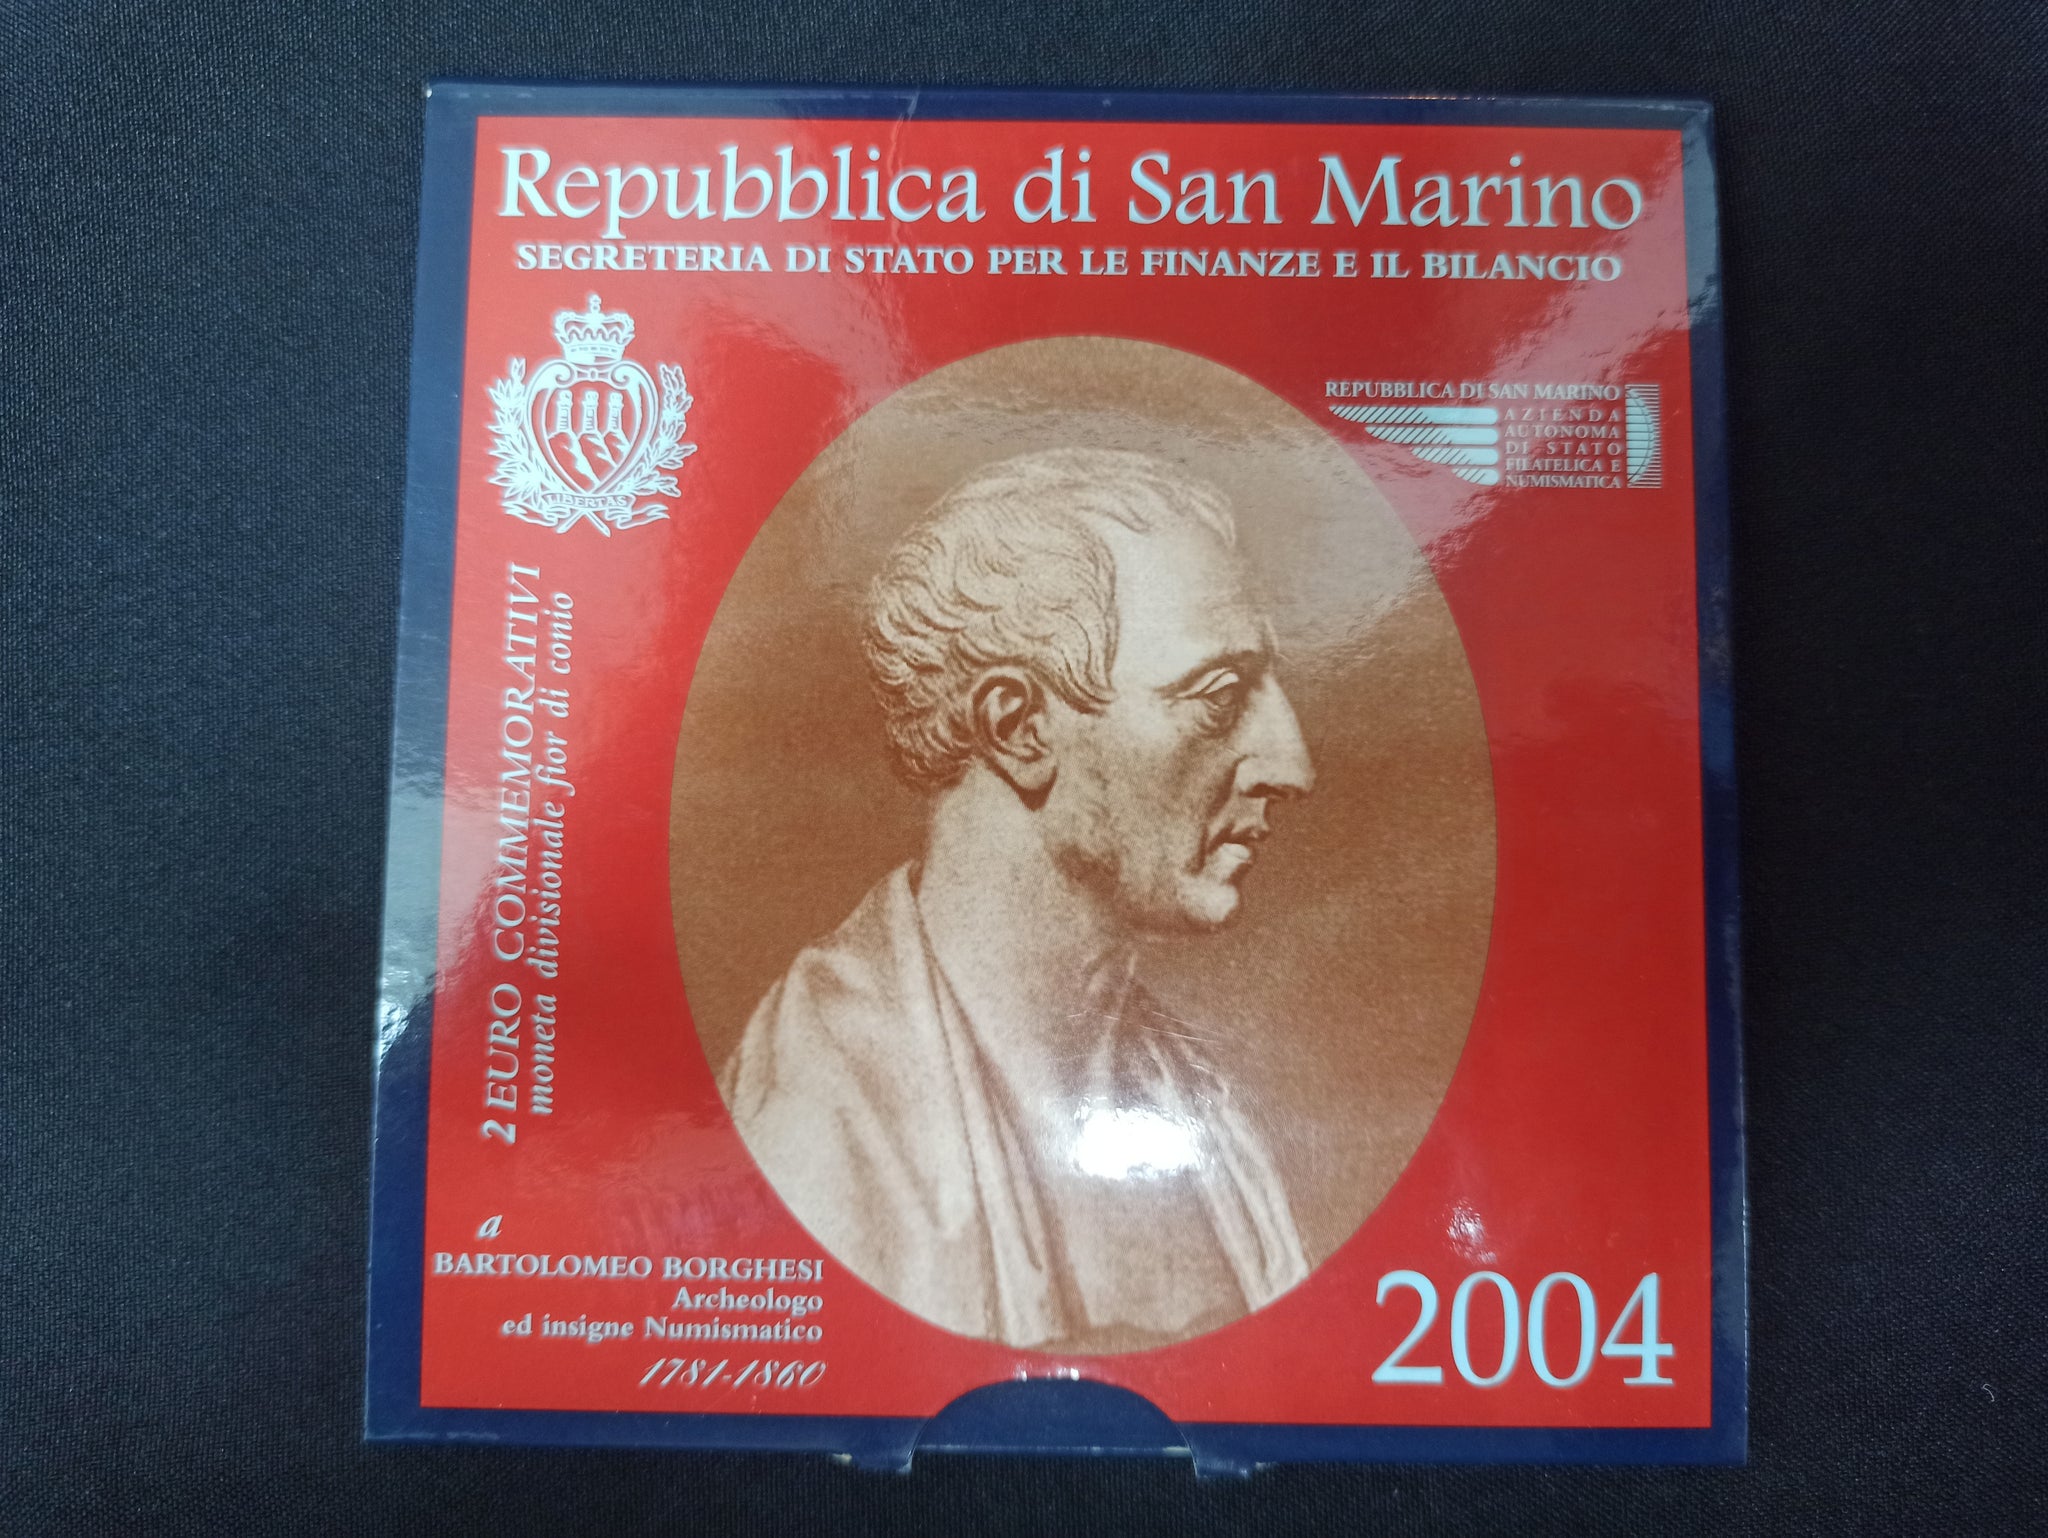 Repubblica di San Marino
SEGRETERIA DI STATO PER LE FINANZE E IL BILANCIO
LIBERTAS
REPUBBLICA DI SAN MARINO
AZIENDA
AUTONOMA
DI STATO
FILATELICA E
NUMISMATICA
2 EURO COMMEMORATIVI
moneta divisionale fior di conio
a
BARTOLOMEO BORGHESI
Archeologo
ed insigne Numismatico
1781-1860
2004